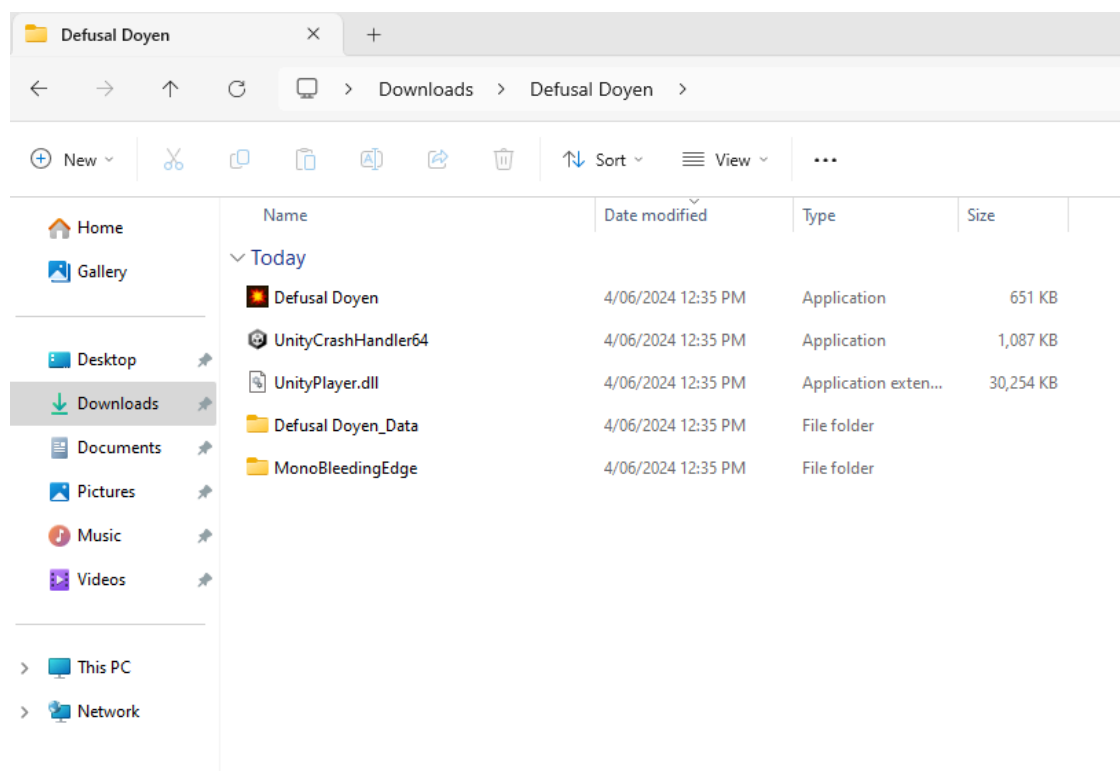 Defusal Doyen
Downloads > Defusal Doyen >
New Sort View ...
Home
Gallery
Desktop
Downloads
Documents
Pictures
Music
Videos
This PC
Network
Name Date modified Type Size
Today
Defusal Doyen 4/06/2024 12:35 PM Application 651 KB
UnityCrashHandler64 4/06/2024 12:35 PM Application 1,087 KB
UnityPlayer.dll 4/06/2024 12:35 PM Application exten... 30,254 KB
Defusal Doyen_Data 4/06/2024 12:35 PM File folder
MonoBleedingEdge 4/06/2024 12:35 PM File folder